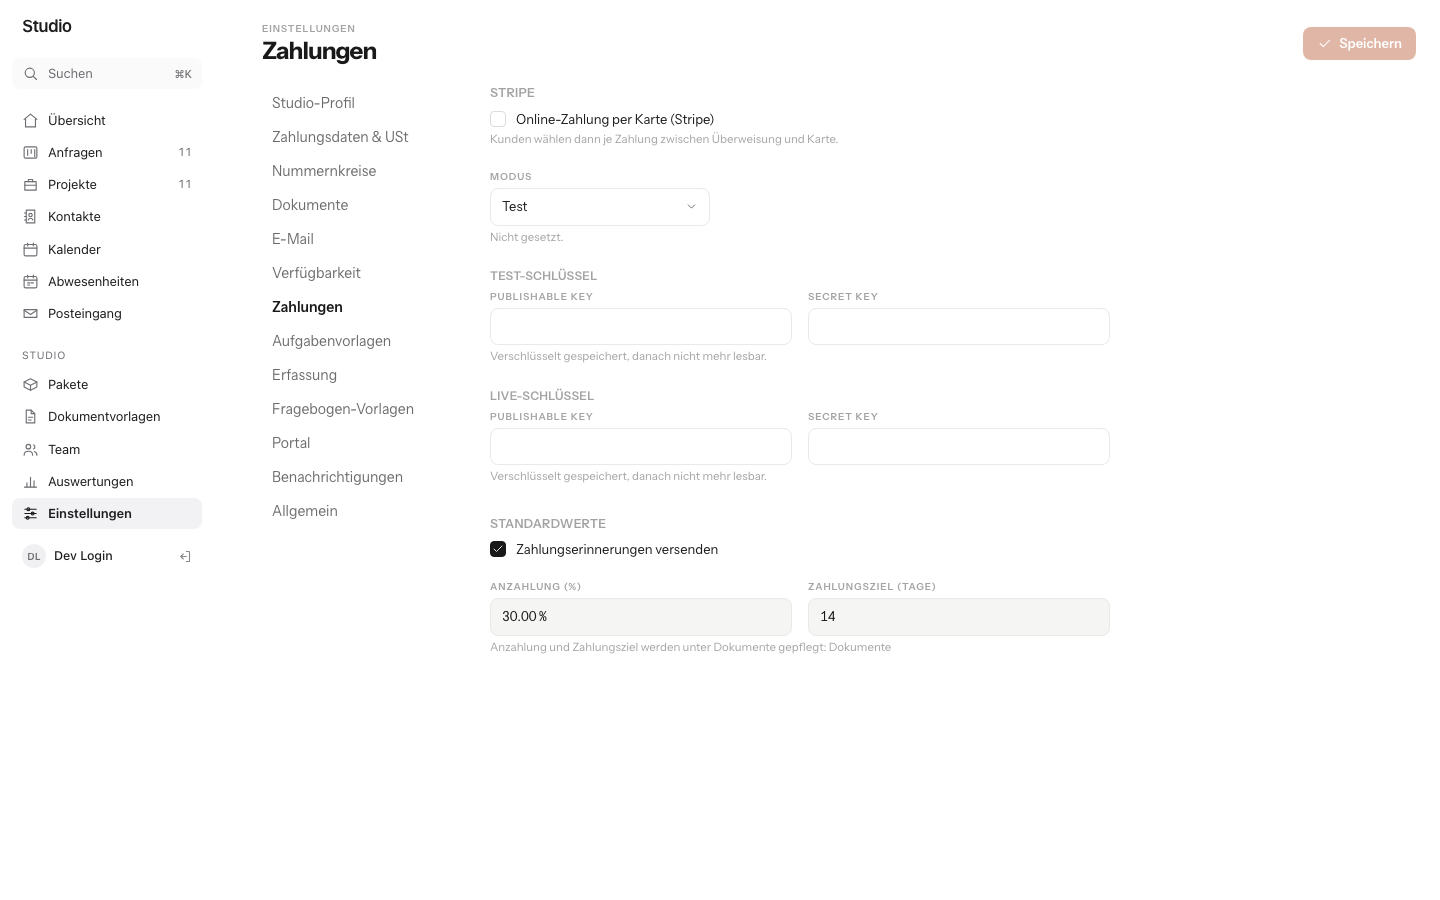 Studio
Suchen ⌘K
Übersicht
Anfragen 11
Projekte 11
Kontakte
Kalender
Abwesenheiten
Posteingang
STUDIO
Pakete
Dokumentvorlagen
Team
Auswertungen
Einstellungen
DL Dev Login
EINSTELLUNGEN
Zahlungen
Speichern
Studio-Profil
Zahlungsdaten & USt
Nummernkreise
Dokumente
E-Mail
Verfügbarkeit
Zahlungen
Aufgabenvorlagen
Erfassung
Fragebogen-Vorlagen
Portal
Benachrichtigungen
Allgemein
STRIPE
Online-Zahlung per Karte (Stripe)
Kunden wählen dann je Zahlung zwischen Überweisung und Karte.
MODUS
Test
Nicht gesetzt.
TEST-SCHLÜSSEL
PUBLISHABLE KEY SECRET KEY
Verschlüsselt gespeichert, danach nicht mehr lesbar.
LIVE-SCHLÜSSEL
PUBLISHABLE KEY SECRET KEY
Verschlüsselt gespeichert, danach nicht mehr lesbar.
STANDARDWERTE
Zahlungserinnerungen versenden
ANZAHLUNG (%) ZAHLUNGSZIEL (TAGE)
30.00 % 14
Anzahlung und Zahlungsziel werden unter Dokumente gepflegt: Dokumente